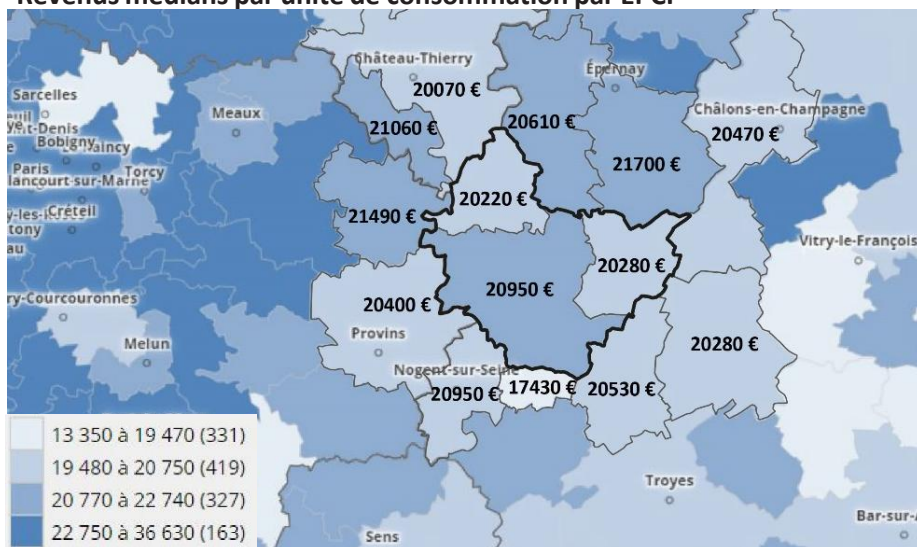 Revenus médians par unité de consommation par EPCI
Château-Thierry
20070 €
Sarcelles
Meaux
Épernay
Châlons-en-Champagne
20470 €
21060 €
20610 €
21700 €
Bobigny
Paris
Torcy
Créteil
20220 €
21490 €
Vitry-le-François
20280 €
20950 €
20400 €
Provins
Melun
20280 €
Nogent-sur-Seine
17430 €
20950 €
20530 €
13 350 à 19 470 (331)
19 480 à 20 750 (419)
20 770 à 22 740 (327)
22 750 à 36 630 (163)
Troyes
Sens
Bar-sur-A